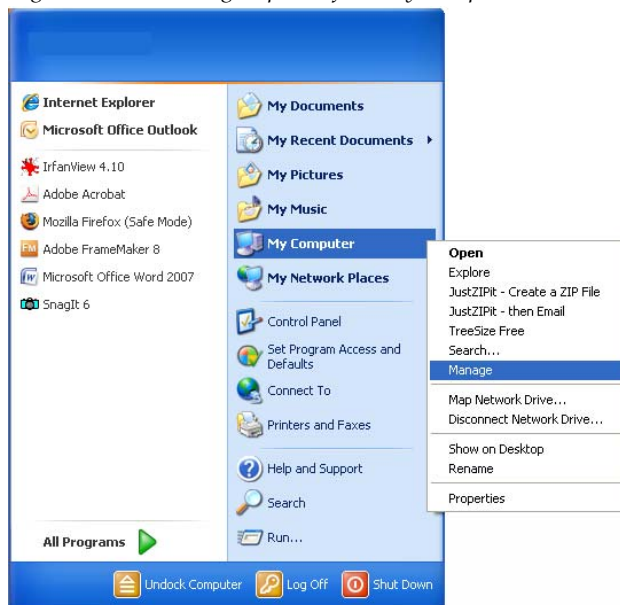 Internet Explorer
Microsoft Office Outlook
IrfanView 4.10
Adobe Acrobat
Mozilla Firefox (Safe Mode)
FM Adobe FrameMaker 8
Microsoft Office Word 2007
SnagIt 6
All Programs
My Documents
My Recent Documents
My Pictures
My Music
My Computer
My Network Places
Control Panel
Set Program Access and
Defaults
Connect To
Printers and Faxes
Help and Support
Search
Run...
Open
Explore
JustZIPit - Create a ZIP File
JustZIPit - then Email
TreeSize Free
Search...
Manage
Map Network Drive...
Disconnect Network Drive...
Show on Desktop
Rename
Properties
Undock Computer
Log Off
Shut Down